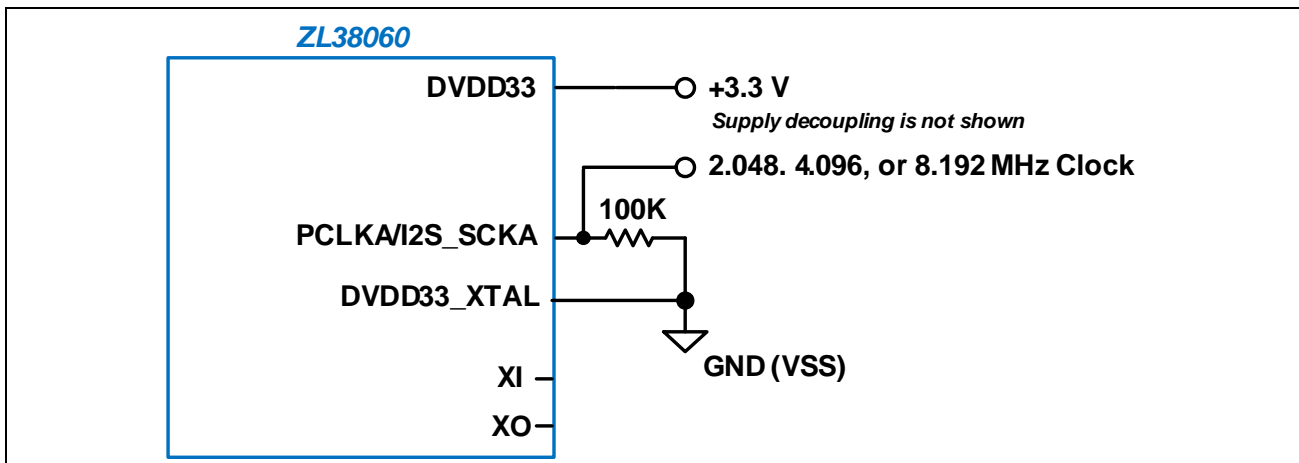 ZL38060
DVDD33
+3.3 V
Supply decoupling is not shown
2.048. 4.096, or 8.192 MHz Clock
100K
PCLKA/I2S_SCKA
DVDD33_XTAL
GND (VSS)
XI
XO